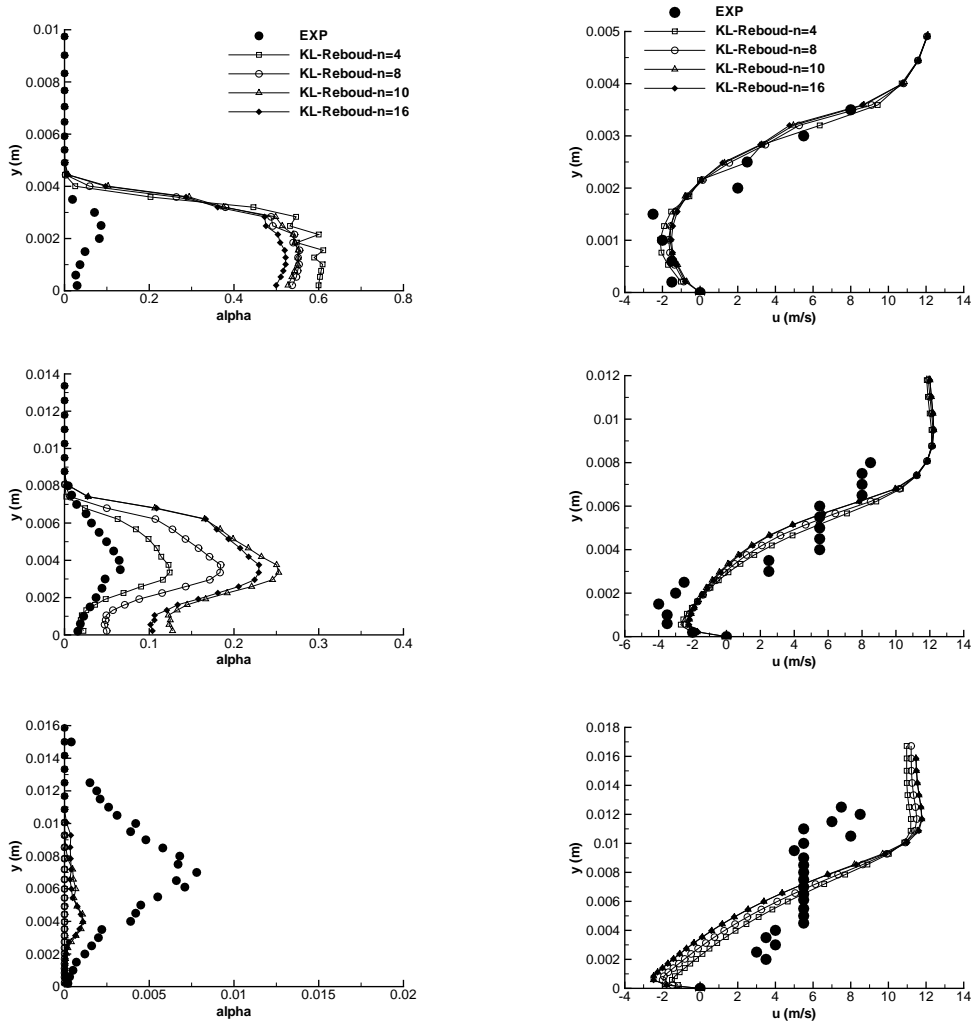 EXP
KL-Reboud-n=4
KL-Reboud-n=8
KL-Reboud-n=10
KL-Reboud-n=16
0.01
0.008
0.006
0.004
0.002
0
y (m)
0 0.2 0.4 0.6 0.8
alpha
EXP
KL-Reboud-n=4
KL-Reboud-n=8
KL-Reboud-n=10
KL-Reboud-n=16
0.005
0.004
0.003
0.002
0.001
0
y (m)
-4 -2 0 2 4 6 8 10 12 14
u (m/s)
0.014
0.012
0.01
0.008
0.006
0.004
0.002
0
y (m)
0 0.1 0.2 0.3 0.4
alpha
0.012
0.01
0.008
0.006
0.004
0.002
0
y (m)
-6 -4 -2 0 2 4 6 8 10 12 14
u (m/s)
0.016
0.014
0.012
0.01
0.008
0.006
0.004
0.002
0
y (m)
0 0.005 0.01 0.015 0.02
alpha
0.018
0.016
0.014
0.012
0.01
0.008
0.006
0.004
0.002
0
y (m)
-4 -2 0 2 4 6 8 10 12 14
u (m/s)